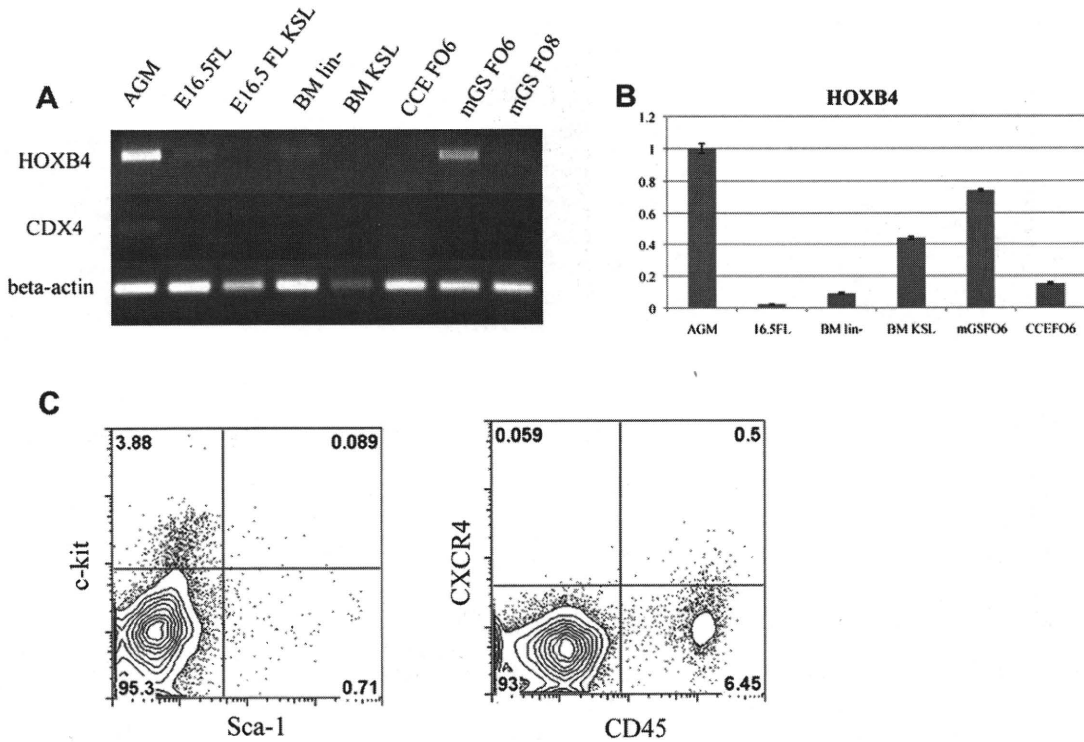 A
AGM E16.5FL E16.5 FL KSL BM lin- BM KSL CCE FO6 mGS FO6 mGS FO8
HOXB4
CDX4
beta-actin
B
HOXB4
1.2
1
0.8
0.6
0.4
0.2
0
AGM 16.5FL BM lin- BM KSL mGSFO6 CCEFO6
C
3.88 0.089
c-kit
95.3 0.71
Sca-1
0.059 0.5
CXCR4
93 6.45
CD45